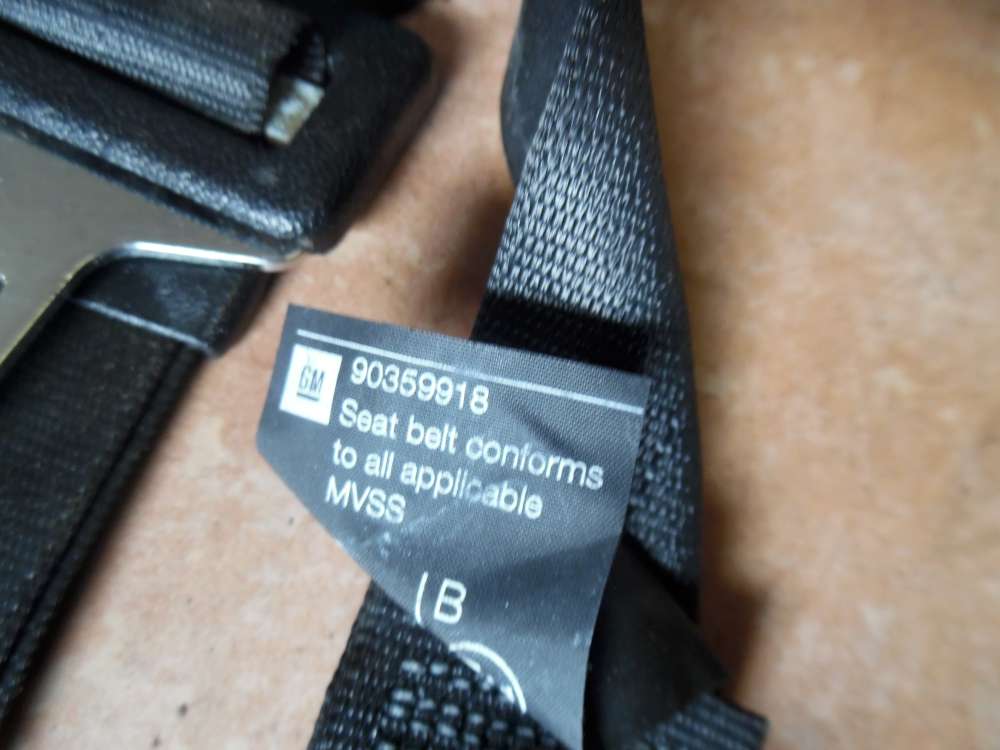 GM 90359918
Seat belt conforms
to all applicable
MVSS
B